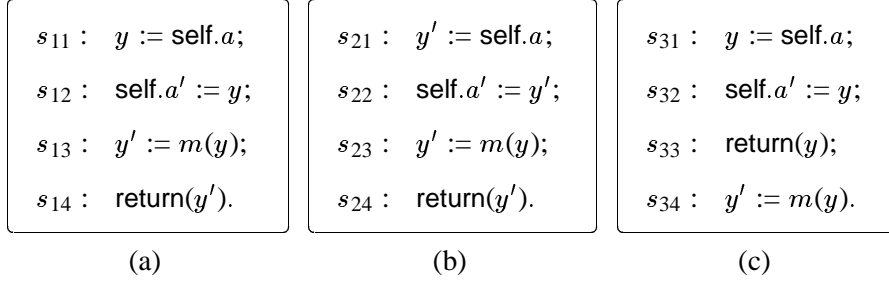 s11 : y := self.a;
s12 : self.a′ := y;
s13 : y′ := m(y);
s14 : return(y′).
(a)
s21 : y′ := self.a;
s22 : self.a′ := y′;
s23 : y′ := m(y);
s24 : return(y′).
(b)
s31 : y := self.a;
s32 : self.a′ := y;
s33 : return(y);
s34 : y′ := m(y).
(c)